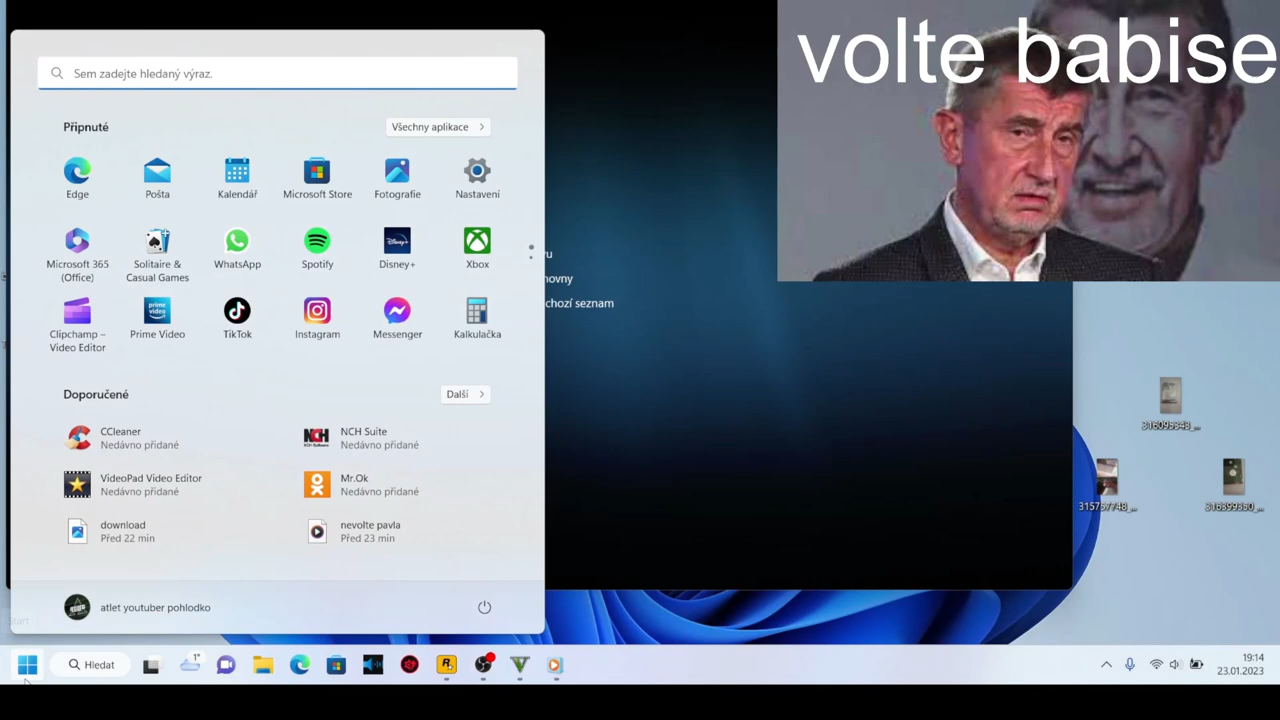 volte babise
Sem zadejte hledaný výraz.
Připnuté
Všechny aplikace
Edge
Pošta
Kalendář
Microsoft Store
Fotografie
Nastavení
Microsoft 365
(Office)
Solitaire &
Casual Games
WhatsApp
Spotify
Disney+
Xbox
Clipchamp –
Video Editor
Prime Video
TikTok
Instagram
Messenger
Kalkulačka
Doporučené
Další
CCleaner
Nedávno přidané
NCH Suite
Nedávno přidané
VideoPad Video Editor
Nedávno přidané
Mr.Ok
Nedávno přidané
download
Před 22 min
nevolte pavla
Před 23 min
atlet youtuber pohlodko
vu
ovny
chozí seznam
Start
1°
Hledat
19:14
23.01.2023